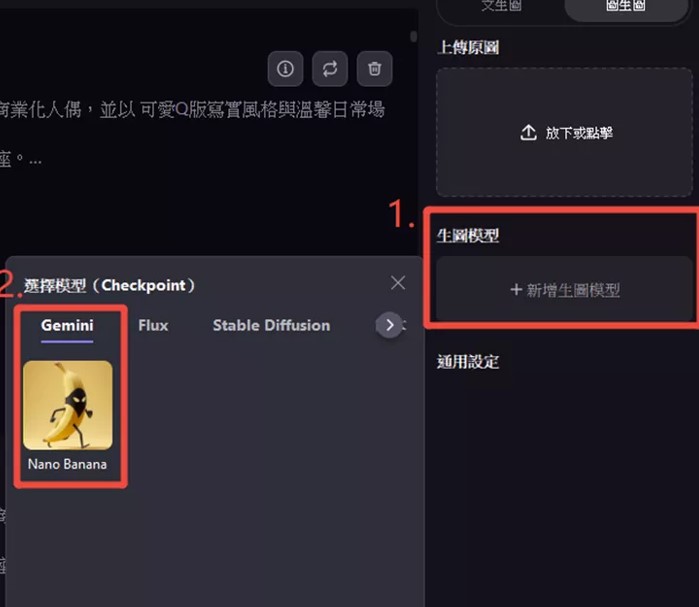 文生圖
圖生圖
上傳原圖
商業化人偶,並以 可愛Q版寫實風格與溫馨日常場
放下或點擊
座。...
1.
生圖模型
+ 新增生圖模型
2.
選擇模型(Checkpoint)
Gemini
Flux
Stable Diffusion
通用設定
Nano Banana